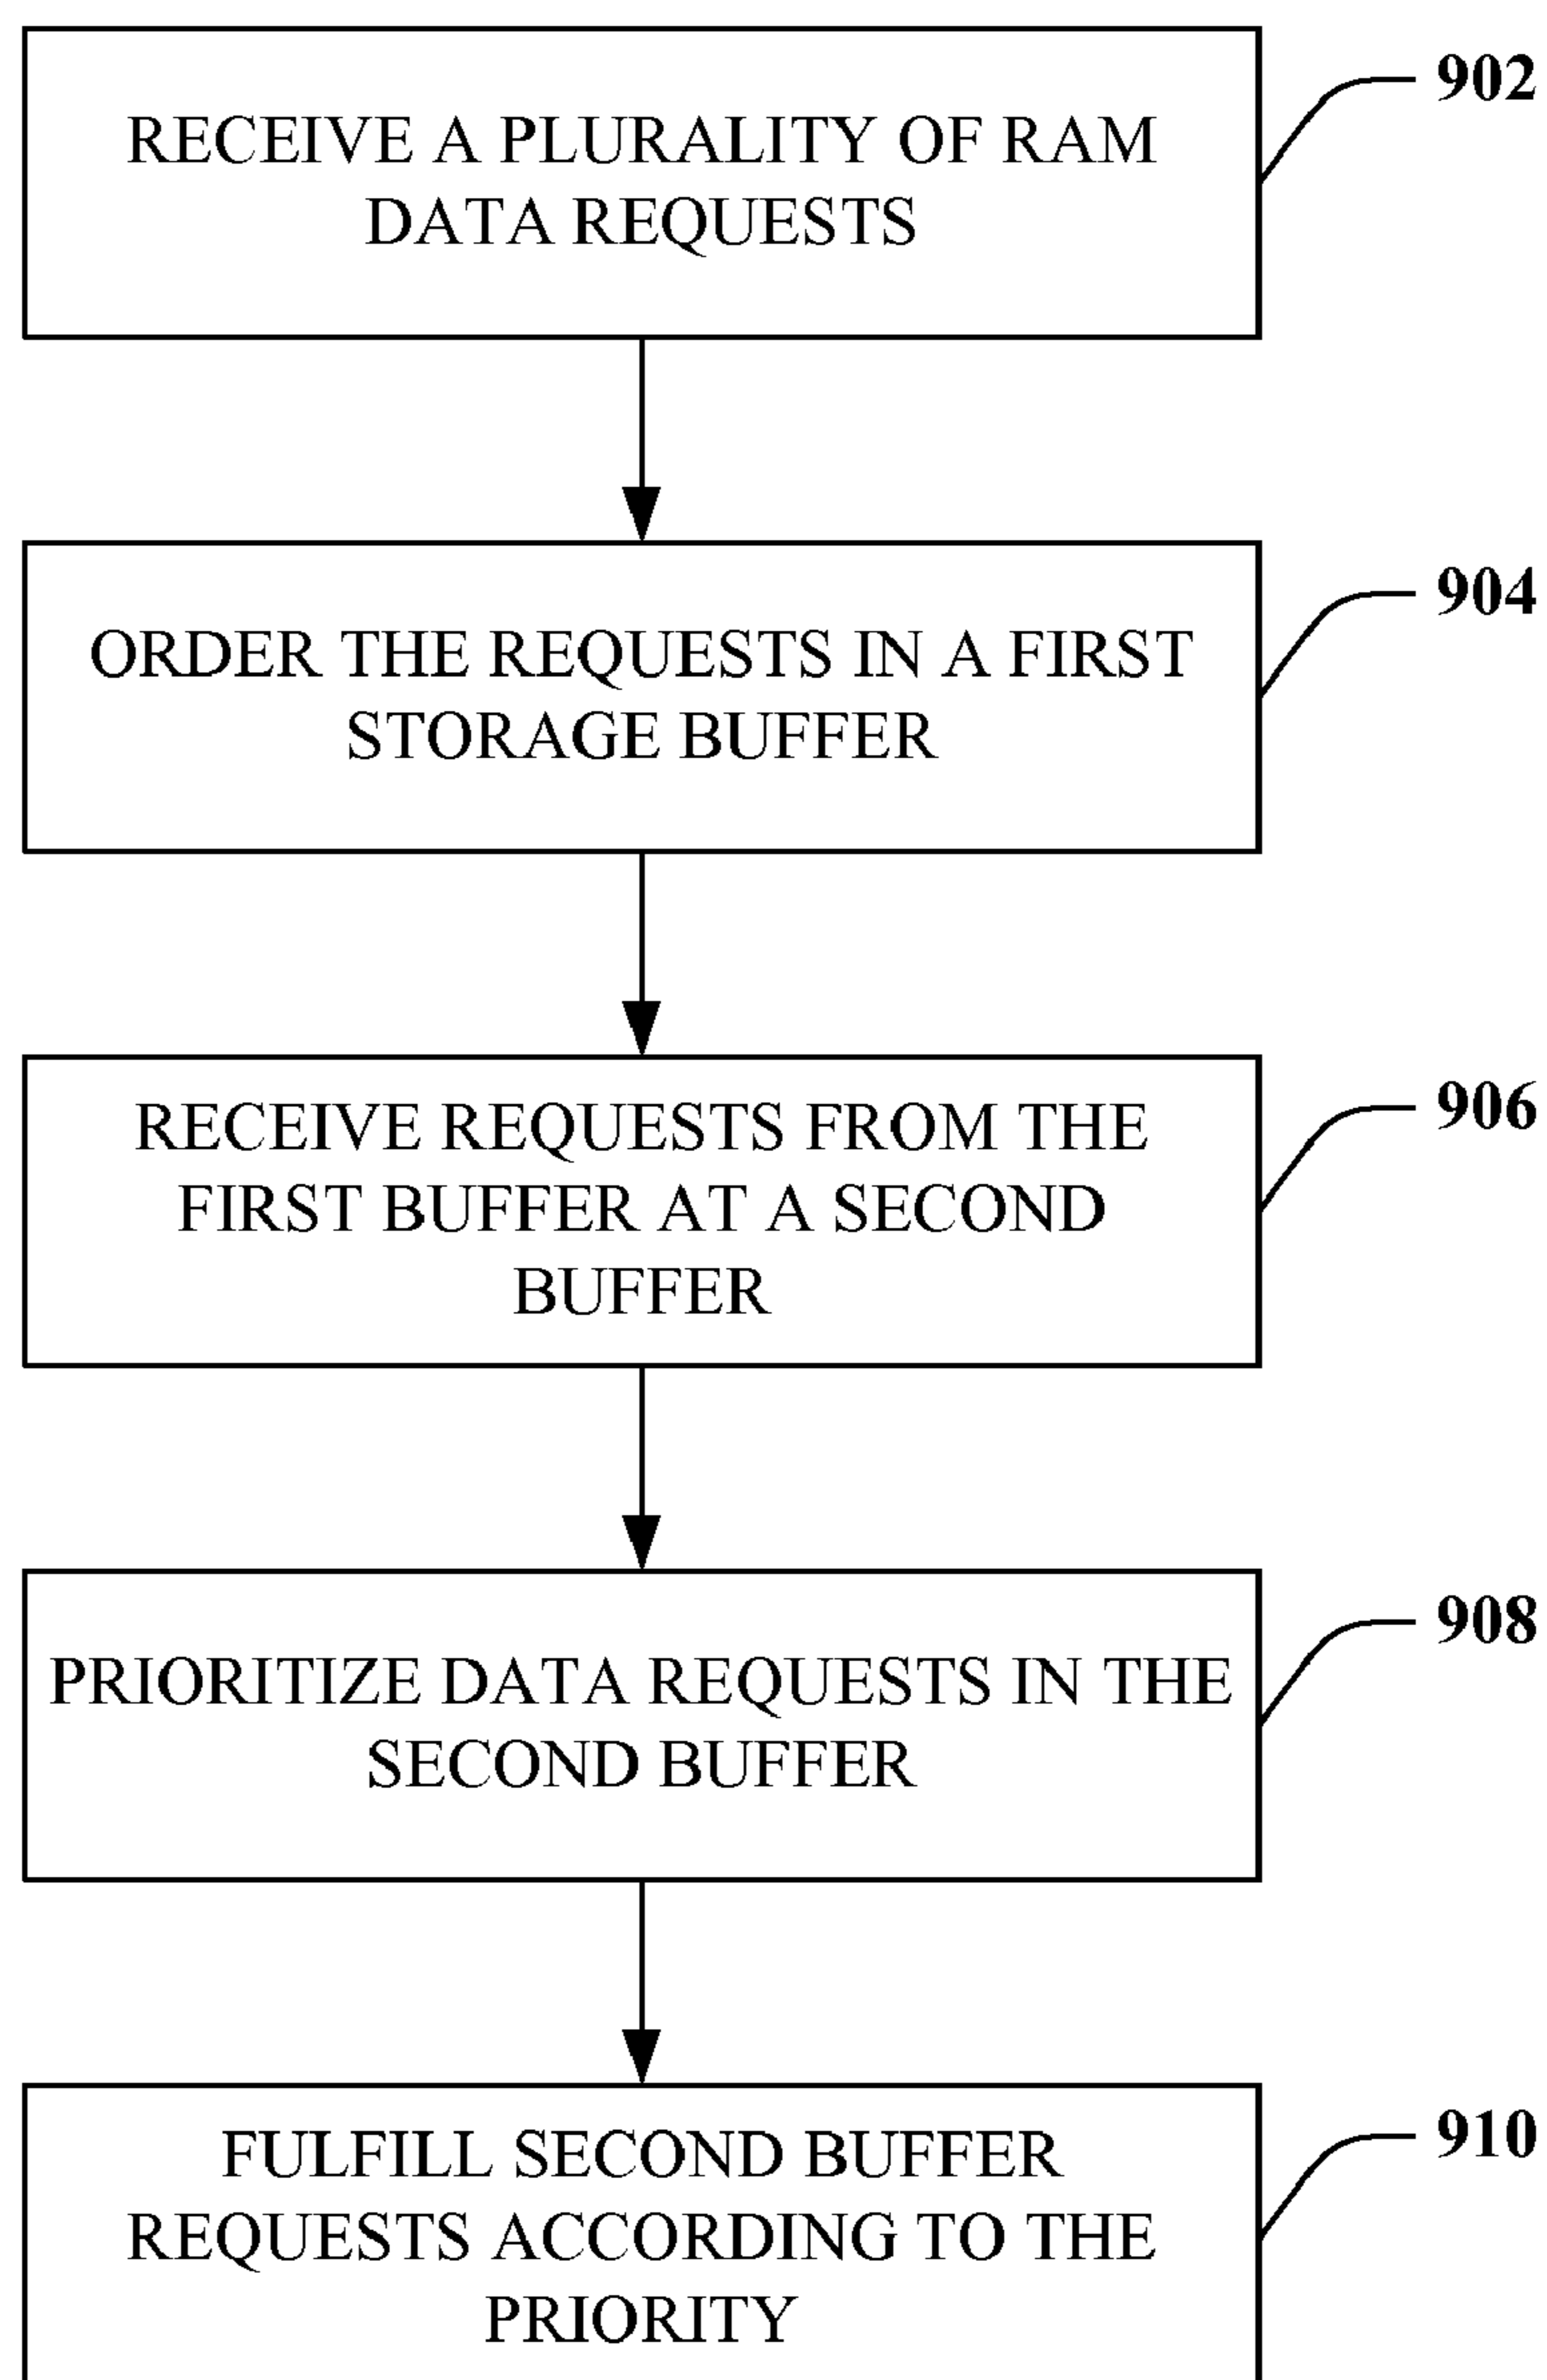 RECEIVE A PLURALITY OF RAM
DATA REQUESTS
902
ORDER THE REQUESTS IN A FIRST
STORAGE BUFFER
904
RECEIVE REQUESTS FROM THE
FIRST BUFFER AT A SECOND
BUFFER
906
PRIORITIZE DATA REQUESTS IN THE
SECOND BUFFER
908
FULFILL SECOND BUFFER
REQUESTS ACCORDING TO THE
PRIORITY
910